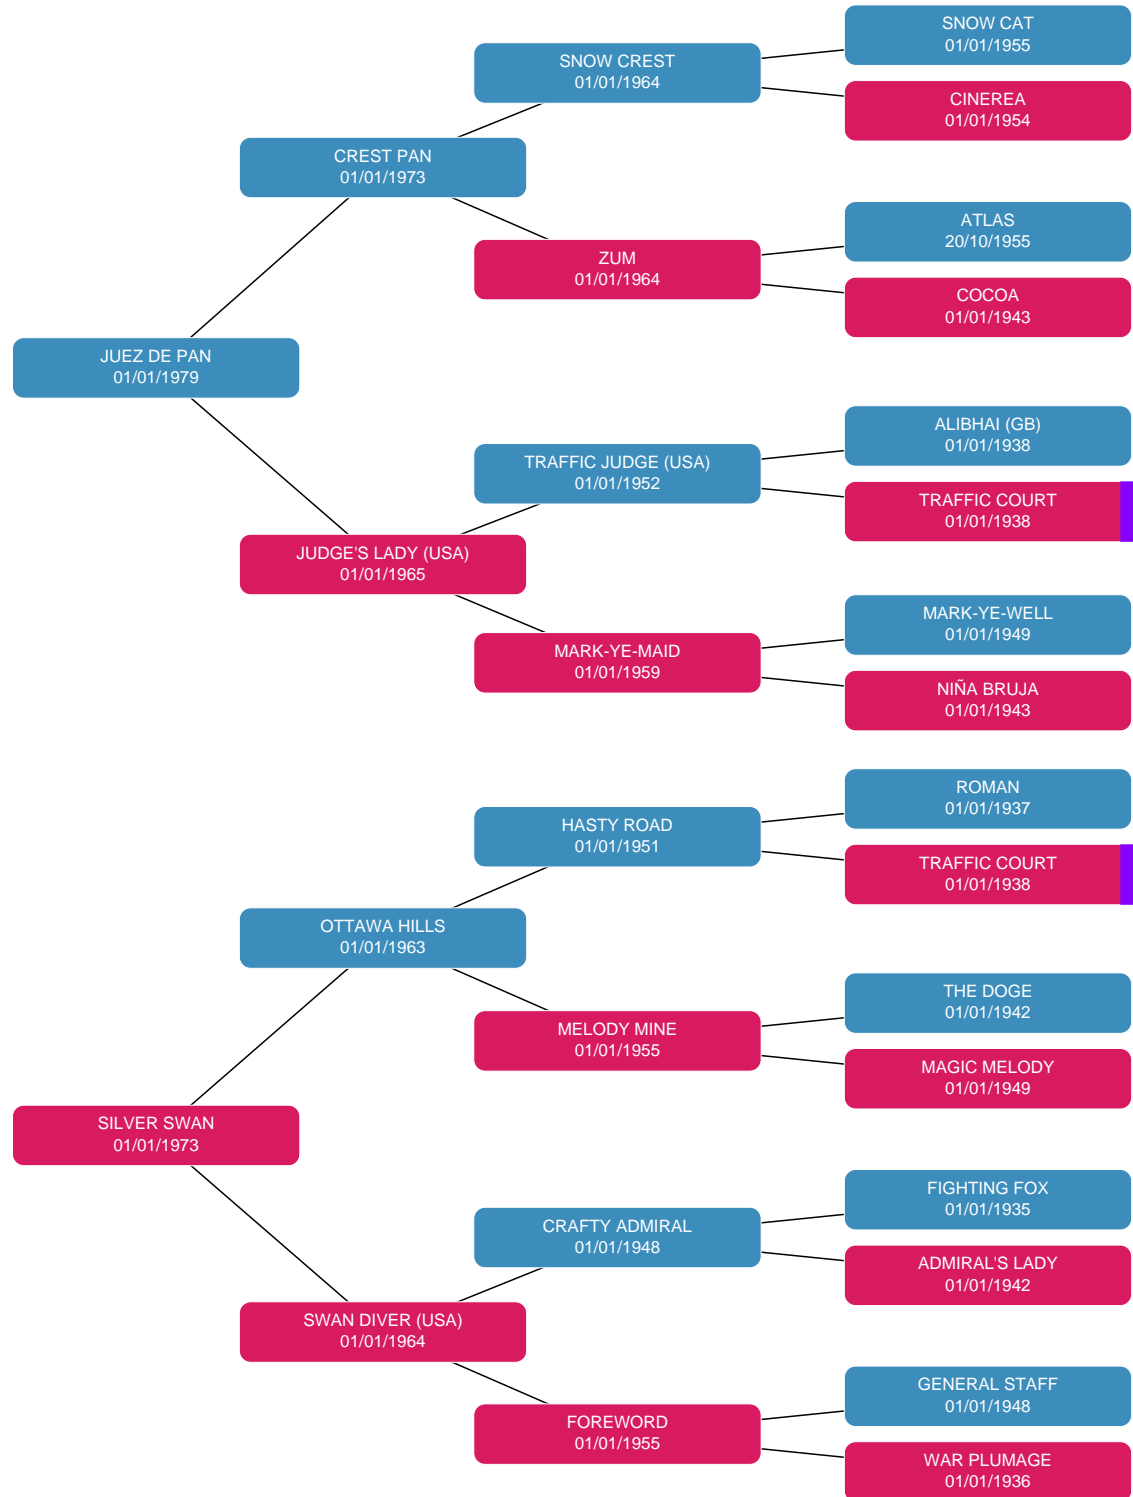 SNOW CAT
01/01/1955
SNOW CREST
01/01/1964
CINEREA
01/01/1954
CREST PAN
01/01/1973
ATLAS
20/10/1955
ZUM
01/01/1964
COCOA
01/01/1943
JUEZ DE PAN
01/01/1979
ALIBHAI (GB)
01/01/1938
TRAFFIC JUDGE (USA)
01/01/1952
TRAFFIC COURT
01/01/1938
JUDGE'S LADY (USA)
01/01/1965
MARK-YE-WELL
01/01/1949
MARK-YE-MAID
01/01/1959
NIÑA BRUJA
01/01/1943
ROMAN
01/01/1937
HASTY ROAD
01/01/1951
TRAFFIC COURT
01/01/1938
OTTAWA HILLS
01/01/1963
THE DOGE
01/01/1942
MELODY MINE
01/01/1955
MAGIC MELODY
01/01/1949
SILVER SWAN
01/01/1973
FIGHTING FOX
01/01/1935
CRAFTY ADMIRAL
01/01/1948
ADMIRAL'S LADY
01/01/1942
SWAN DIVER (USA)
01/01/1964
GENERAL STAFF
01/01/1948
FOREWORD
01/01/1955
WAR PLUMAGE
01/01/1936